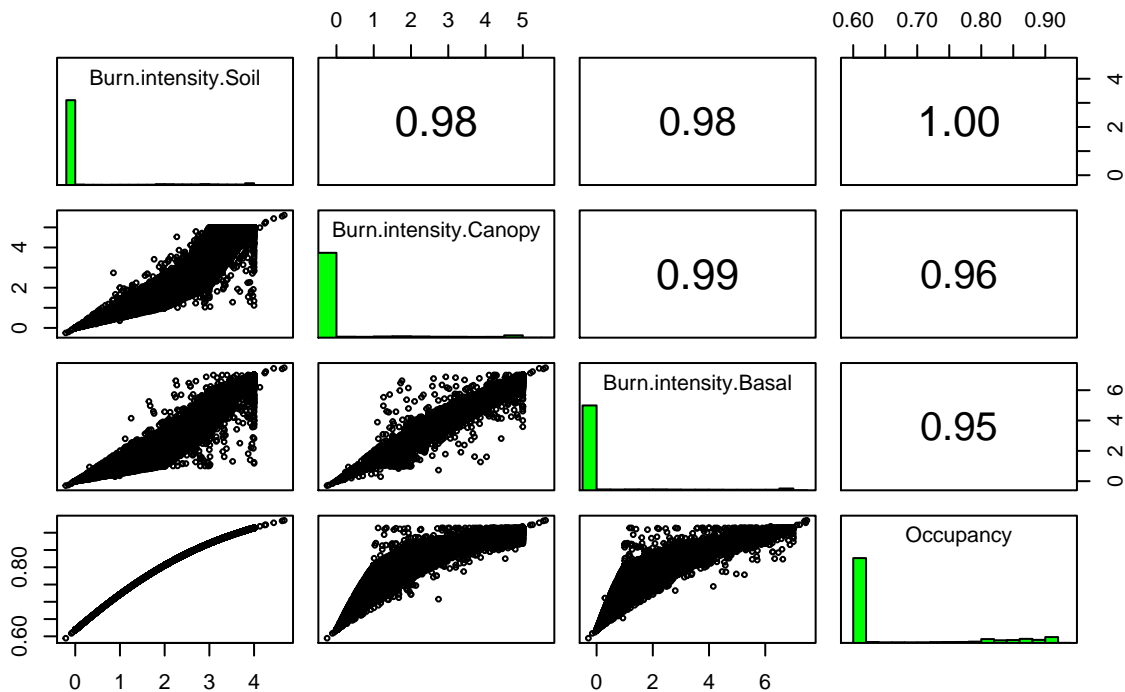 0 1 2 3 4 5
0.60 0.70 0.80 0.90
Burn.intensity.Soil
0.98
0.98
1.00
0 2 4
0 2 4
Burn.intensity.Canopy
0.99
0.96
Burn.intensity.Basal
0.95
0 2 4 6
0.60 0.80
Occupancy
0 1 2 3 4
0 2 4 6